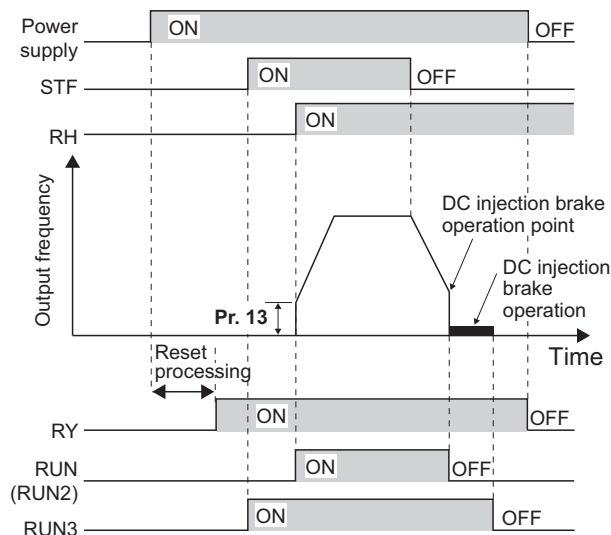 Power
supply
ON
OFF
STF
ON
OFF
RH
ON
Output frequency
DC injection brake
operation point
DC injection
brake
operation
Pr. 13
Time
Reset
processing
RY
ON
OFF
RUN
(RUN2)
ON
OFF
RUN3
ON
OFF